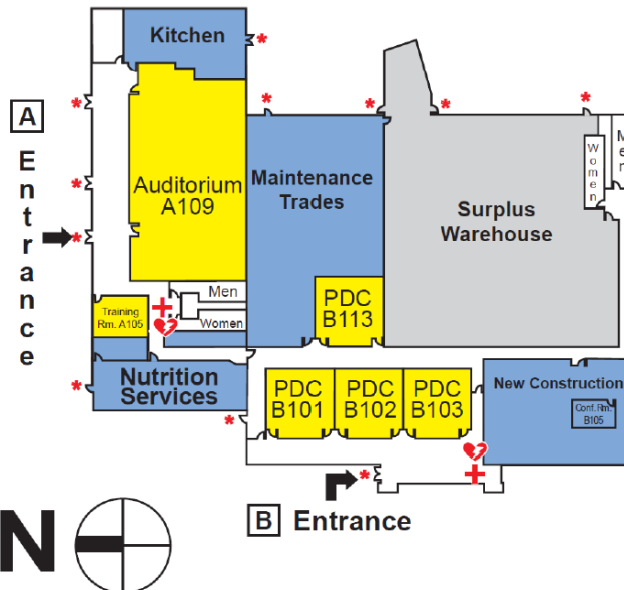 Kitchen
A
Entrance
Auditorium
A109
Maintenance
Trades
Surplus
Warehouse
Women
Men
Men
Women
Training
Rm. A105
PDC
B113
Nutrition
Services
PDC
B101
PDC
B102
PDC
B103
New Construction
Conf. Rm.
B105
B Entrance
N